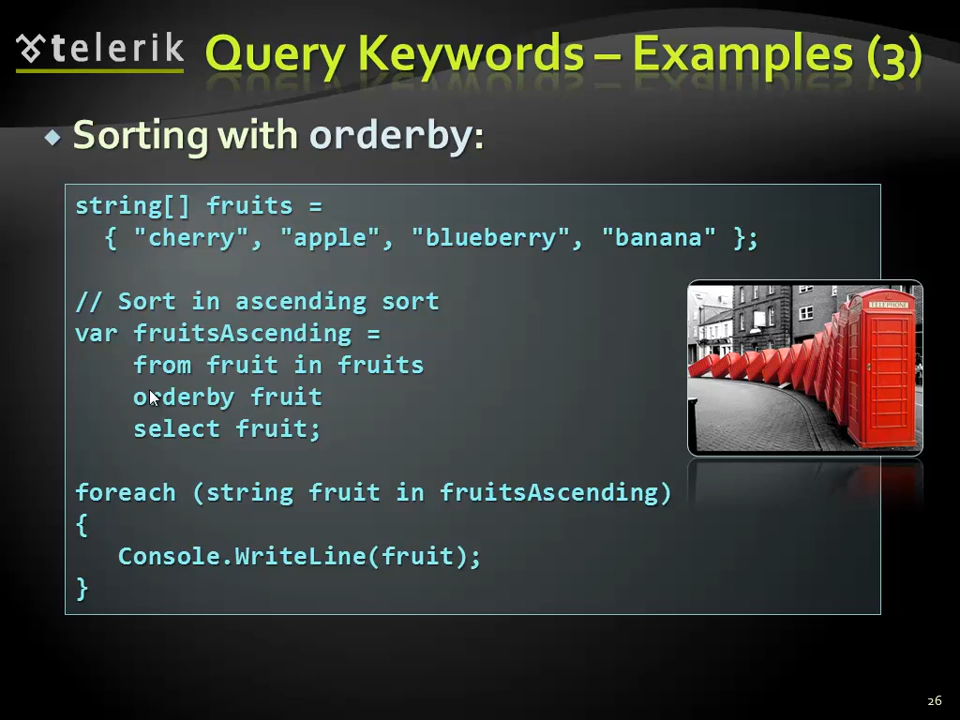 telerik
Query Keywords – Examples (3)
Sorting with orderby:
string[] fruits =
  { "cherry", "apple", "blueberry", "banana" };
// Sort in ascending sort
var fruitsAscending =
    from fruit in fruits
    orderby fruit
    select fruit;
TELEPHONE
foreach (string fruit in fruitsAscending)
{
   Console.WriteLine(fruit);
}
26